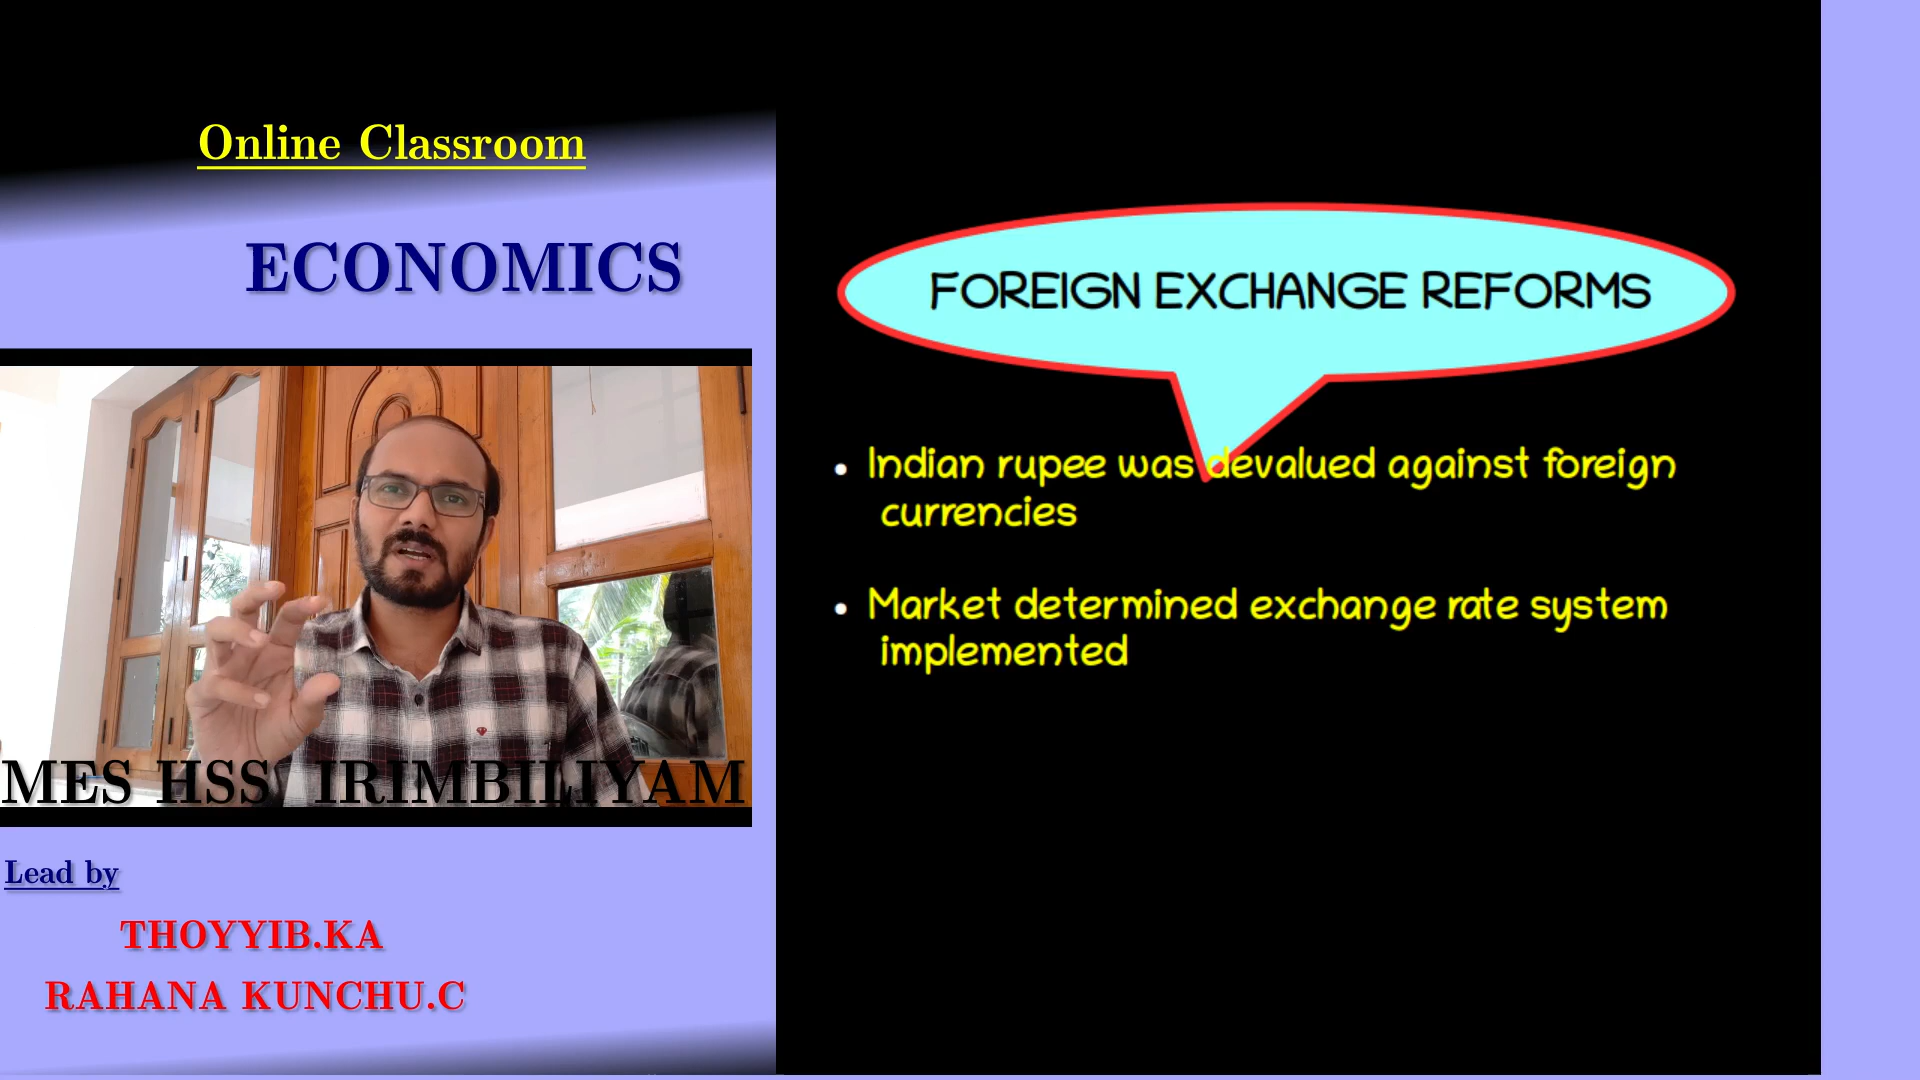 Online Classroom
ECONOMICS
MES HSS IRIMBILIYAM
Lead by
THOYYIB.KA
RAHANA KUNCHU.C
FOREIGN EXCHANGE REFORMS
• Indian rupee was devalued against foreign
currencies
• Market determined exchange rate system
implemented